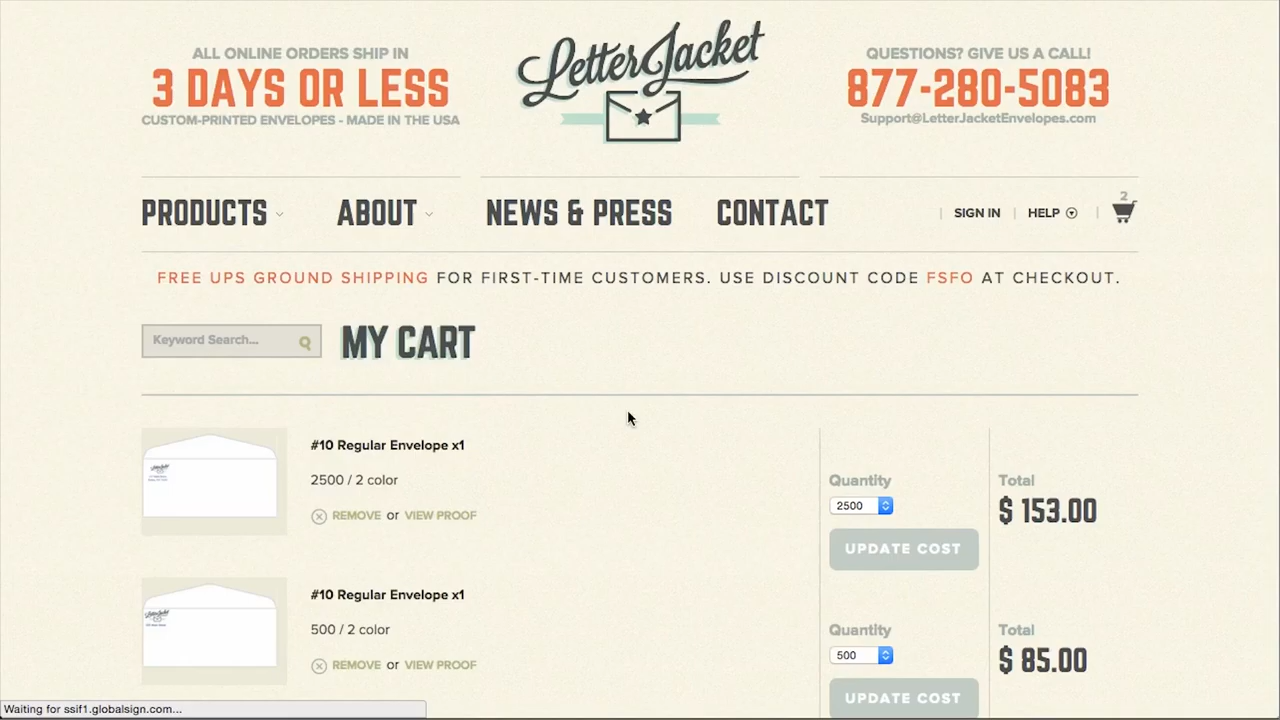 ALL ONLINE ORDERS SHIP IN
3 DAYS OR LESS
CUSTOM-PRINTED ENVELOPES - MADE IN THE USA
LetterJacket
QUESTIONS? GIVE US A CALL!
877-280-5083
Support@LetterJacketEnvelopes.com
PRODUCTS ABOUT NEWS & PRESS CONTACT SIGN IN HELP 2
FREE UPS GROUND SHIPPING FOR FIRST-TIME CUSTOMERS. USE DISCOUNT CODE FSFO AT CHECKOUT.
Keyword Search...
MY CART
#10 Regular Envelope x1
2500 / 2 color
REMOVE or VIEW PROOF
Quantity
2500
UPDATE COST
Total
$ 153.00
#10 Regular Envelope x1
500 / 2 color
REMOVE or VIEW PROOF
Quantity
500
UPDATE COST
Total
$ 85.00
Waiting for ssif1.globalsign.com...